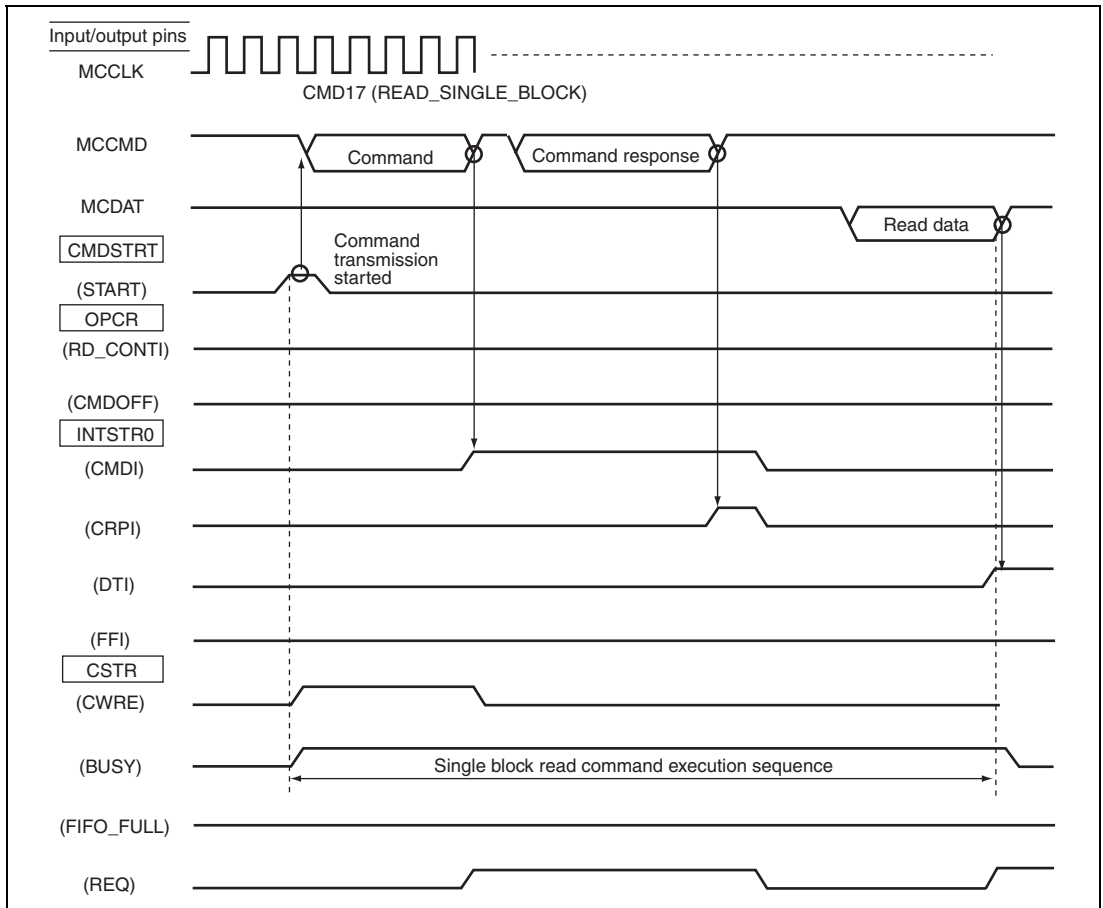 Input/output pins
MCCLK
CMD17 (READ_SINGLE_BLOCK)
MCCMD
Command
Command response
MCDAT
Read data
CMDSTRT
Command
transmission
started
(START)
OPCR
(RD_CONTI)
(CMDOFF)
INTSTR0
(CMDI)
(CRPI)
(DTI)
(FFI)
CSTR
(CWRE)
(BUSY)
Single block read command execution sequence
(FIFO_FULL)
(REQ)